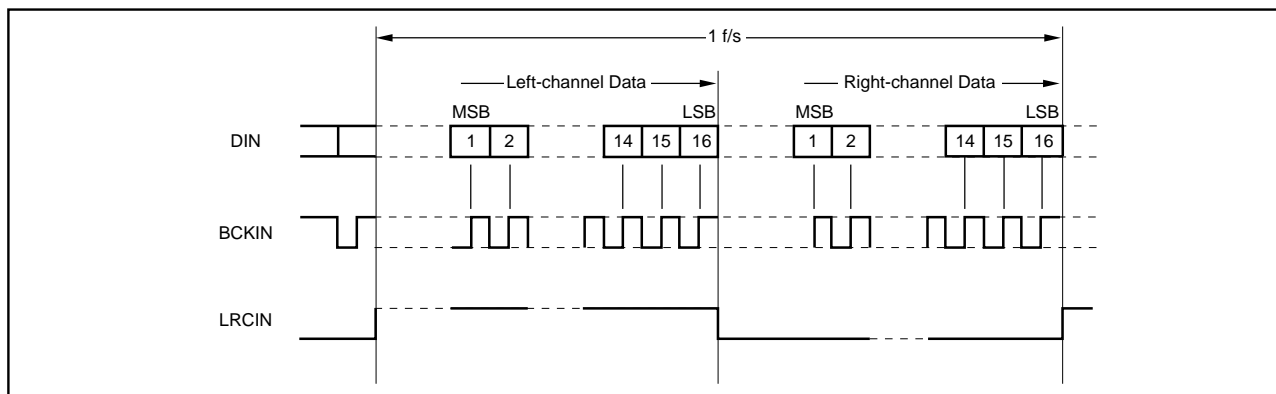 1 f/s
Left-channel Data
Right-channel Data
MSB LSB MSB LSB
DIN 1 2 14 15 16 1 2 14 15 16
BCKIN
LRCIN